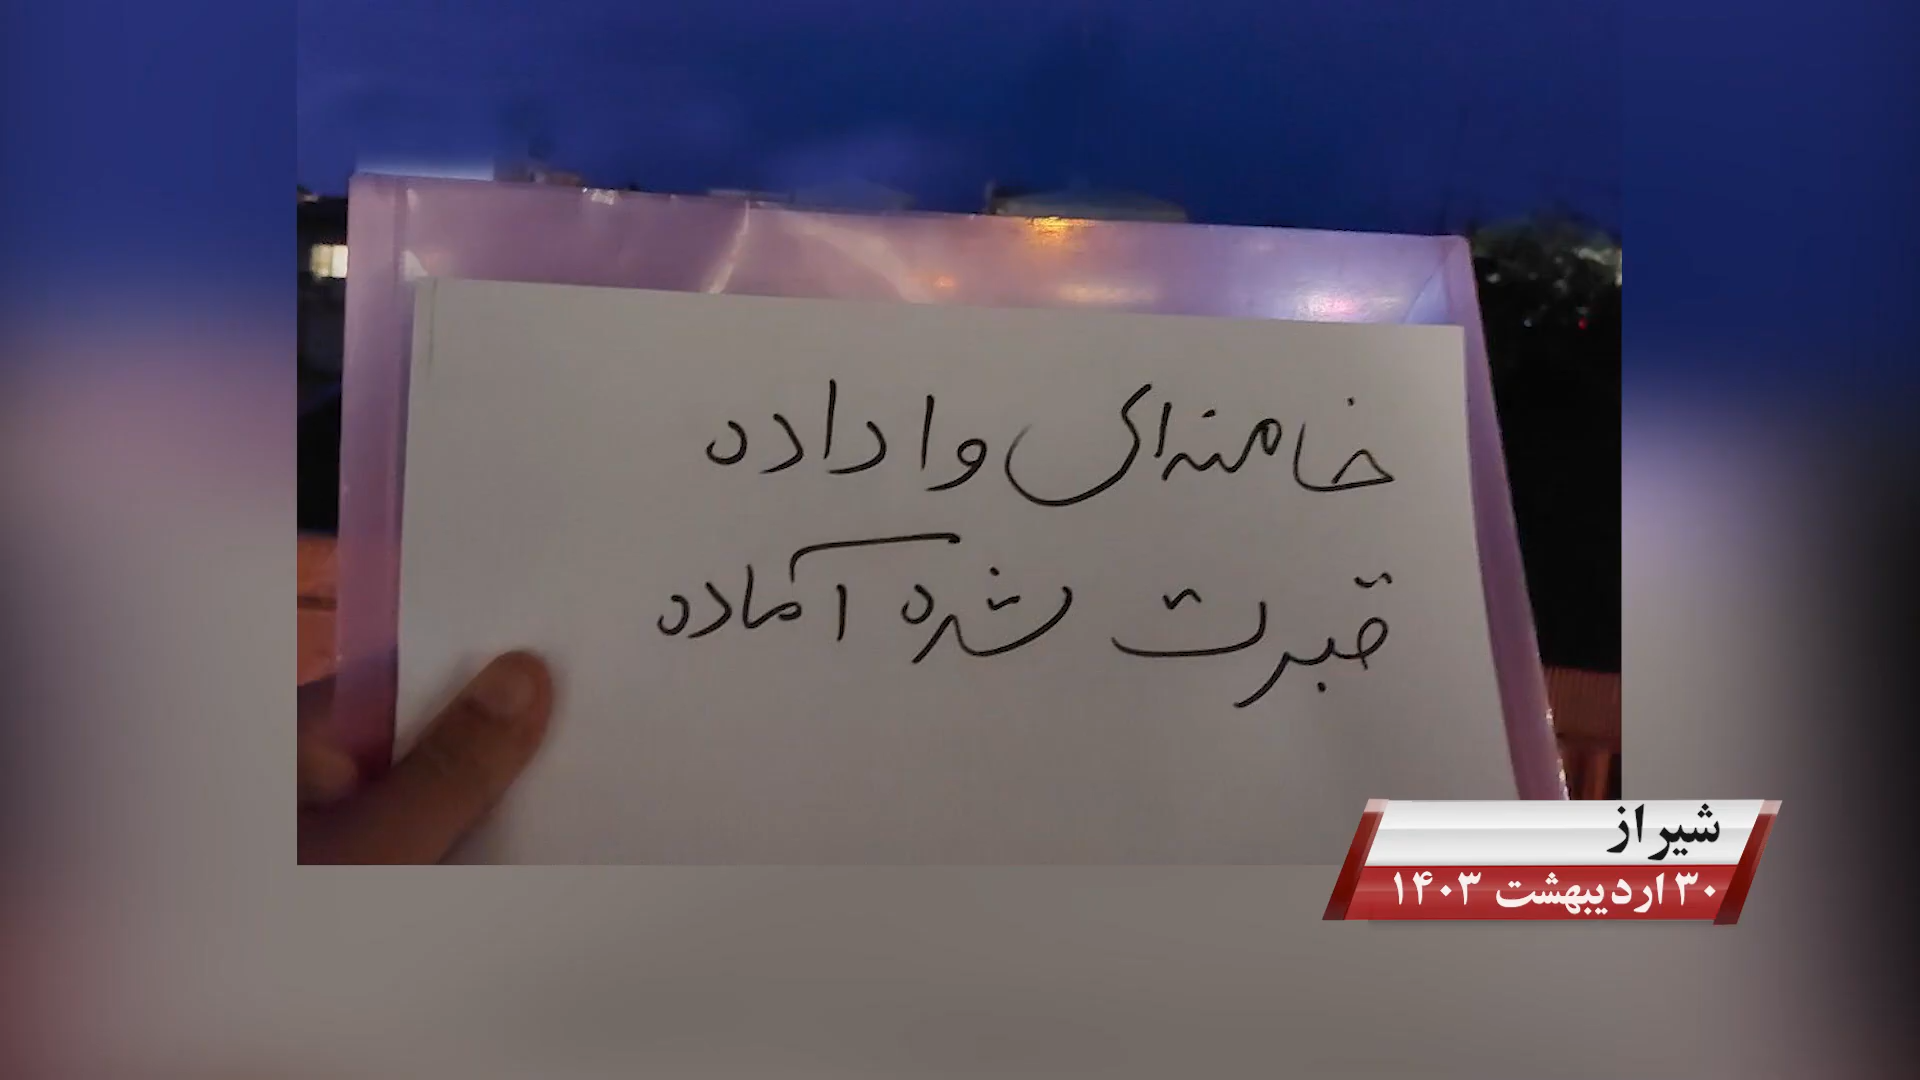 خامنه‌ای وا داده
قبرت شده آماده
شیراز
۳۰ اردیبهشت ۱۴۰۳